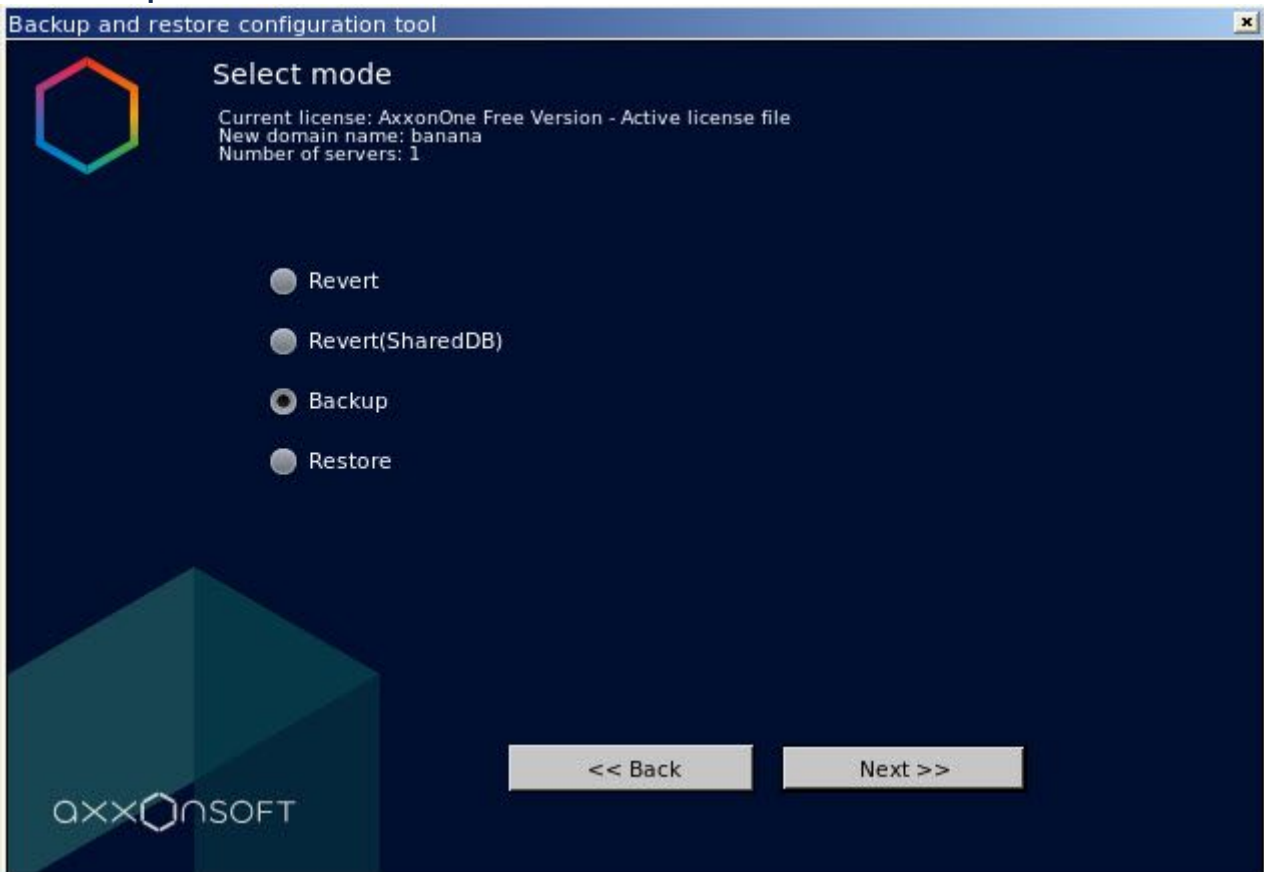 Backup and restore configuration tool
Select mode
Current license: AxxonOne Free Version - Active license file
New domain name: banana
Number of servers: 1
Revert
Revert(SharedDB)
Backup
Restore
<< Back
Next >>
axxonsoft